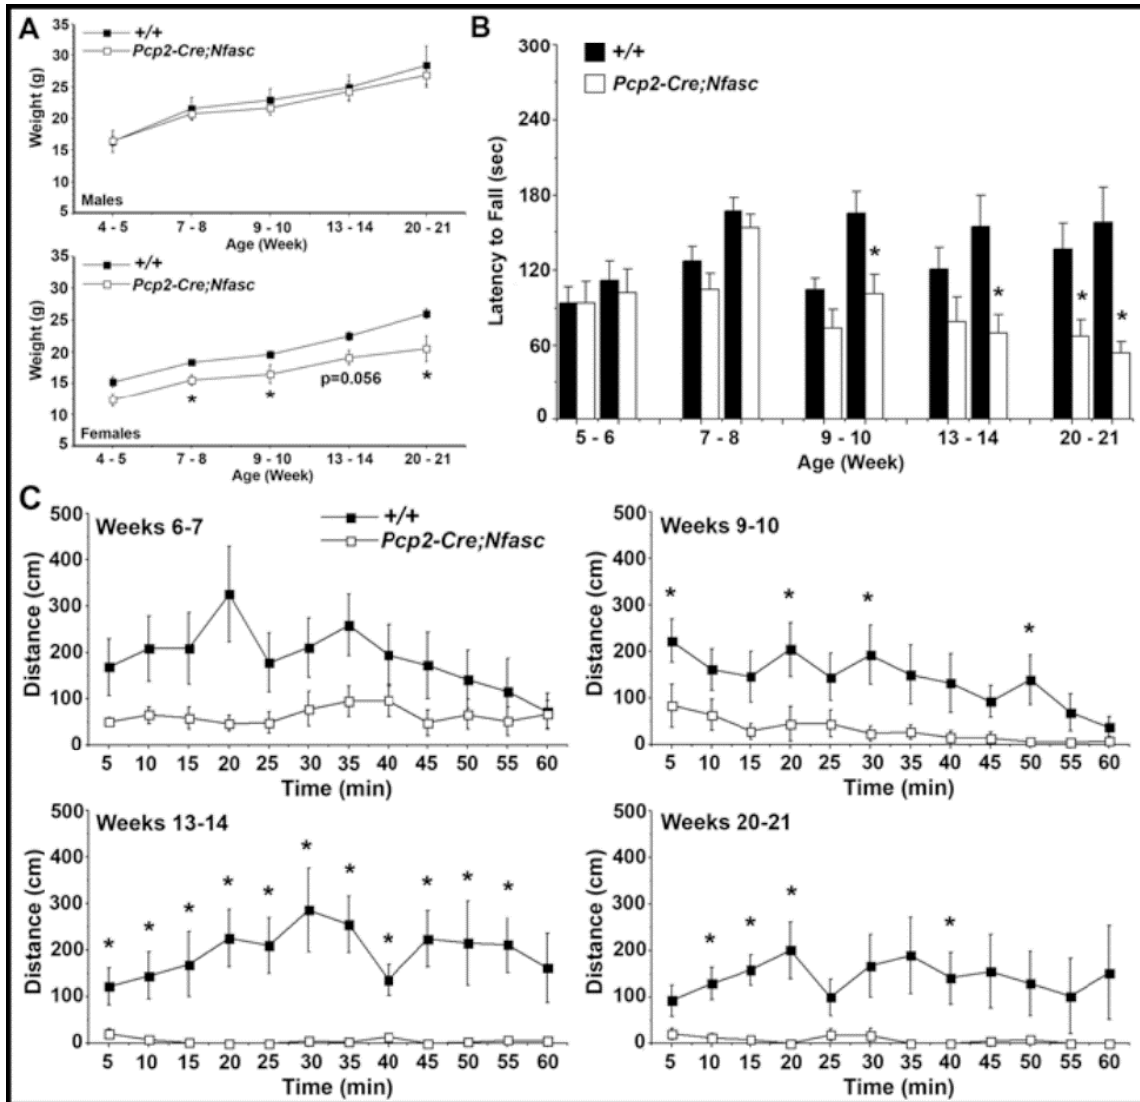 A
+/+
Pcp2-Cre;Nfasc
Weight (g)
35
30
25
20
15
10
5
Males
4 - 5
7 - 8
9 - 10
13 - 14
20 - 21
Age (Week)
+/+
Pcp2-Cre;Nfasc
Weight (g)
35
30
25
20
15
10
5
* * p=0.056 *
Females
4 - 5
7 - 8
9 - 10
13 - 14
20 - 21
Age (Week)
B
+/+
Pcp2-Cre;Nfasc
Latency to Fall (sec)
300
240
180
120
60
0
* * * *
5 - 6
7 - 8
9 - 10
13 - 14
20 - 21
Age (Week)
C
Weeks 6-7
+/+
Pcp2-Cre;Nfasc
Distance (cm)
500
400
300
200
100
0
5 10 15 20 25 30 35 40 45 50 55 60
Time (min)
Weeks 9-10
Distance (cm)
500
400
300
200
100
0
* * * *
5 10 15 20 25 30 35 40 45 50 55 60
Time (min)
Weeks 13-14
Distance (cm)
500
400
300
200
100
0
* * * * * * * * * * *
5 10 15 20 25 30 35 40 45 50 55 60
Time (min)
Weeks 20-21
Distance (cm)
500
400
300
200
100
0
* * * *
5 10 15 20 25 30 35 40 45 50 55 60
Time (min)